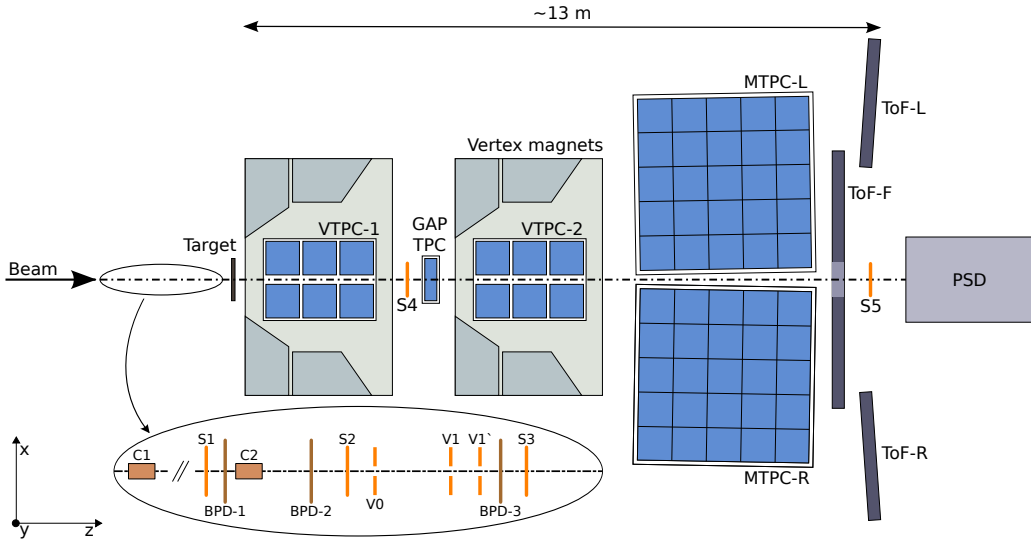 ~13 m
MTPC-L
ToF-L
Vertex magnets
ToF-F
VTPC-1
GAP
TPC
VTPC-2
Target
Beam
S4
S5
PSD
x
y
z
C1
S1
C2
S2
V1
V1`
S3
BPD-1
BPD-2
V0
BPD-3
MTPC-R
ToF-R